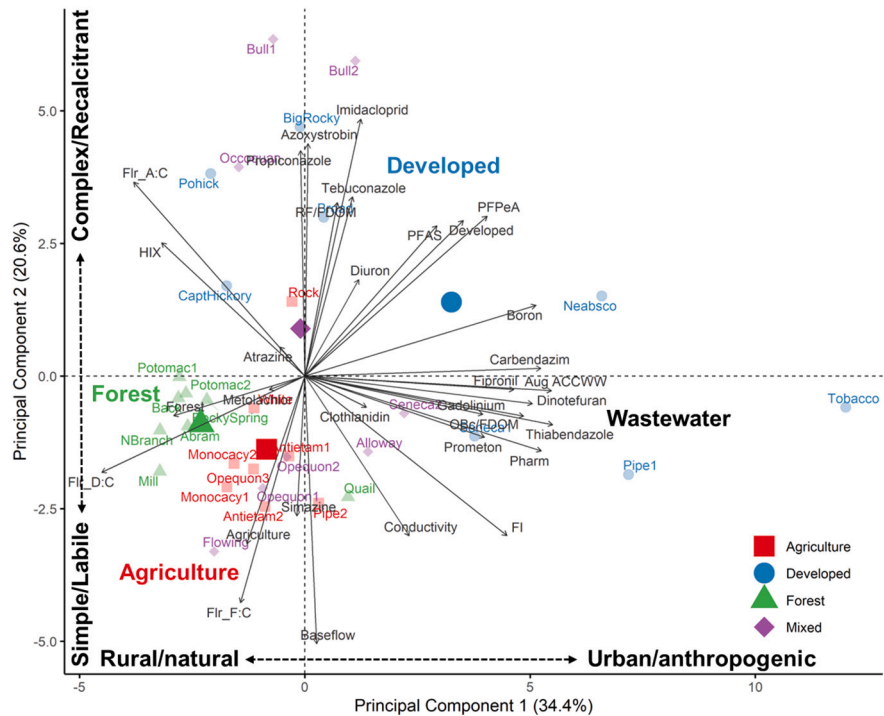 Bull1
Bull2
Imidacloprid
BigRocky
Azoxystrobin
Occoquan
Propiconazole
Developed
Flr_A:C
Pohick
Tebuconazole
RF/FDOM
PFPeA
PFAS
Developed
HIX
Diuron
CaptHickory
Rock
Neabsco
Boron
Atrazine
Carbendazim
Potomac1
Fipronil
Aug ACCWW
Forest
Potomac2
Metolachlor
Dinotefuran
Forest
Clothianidin
Seneca2
Gadolinium
Wastewater
Tobacco
RockySpring
OBc/FDOM
Thiabendazole
NBranch
Abram
Prometon
Antietam1
Alloway
Pharm
Monocacy2
Opequon2
Flr_D:C
Mill
Opequon3
Pipe1
Monocacy1
Opequon1
Quail
Simazine
Pipe2
Antietam2
Conductivity
FI
Agriculture
Flowing
Agriculture
Flr_F:C
Baseflow
Agriculture
Developed
Forest
Mixed
Rural/natural
Urban/anthropogenic
5.0
2.5
0.0
-2.5
-5.0
-5
0
5
10
Principal Component 1 (34.4%)
Principal Component 2 (20.6%)
Complex/Recalcitrant
Simple/Labile